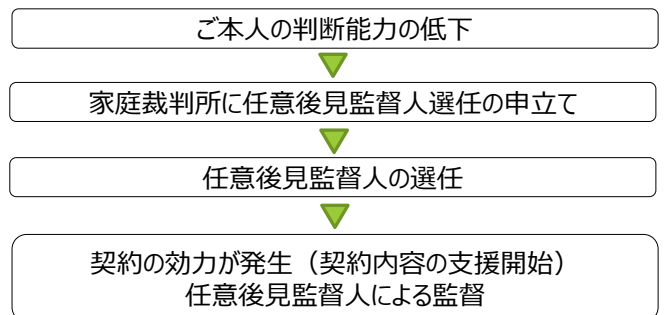 ご本人の判断能力の低下
家庭裁判所に任意後見監督人選任の申立て
任意後見監督人の選任
契約の効力が発生（契約内容の支援開始）
任意後見監督人による監督